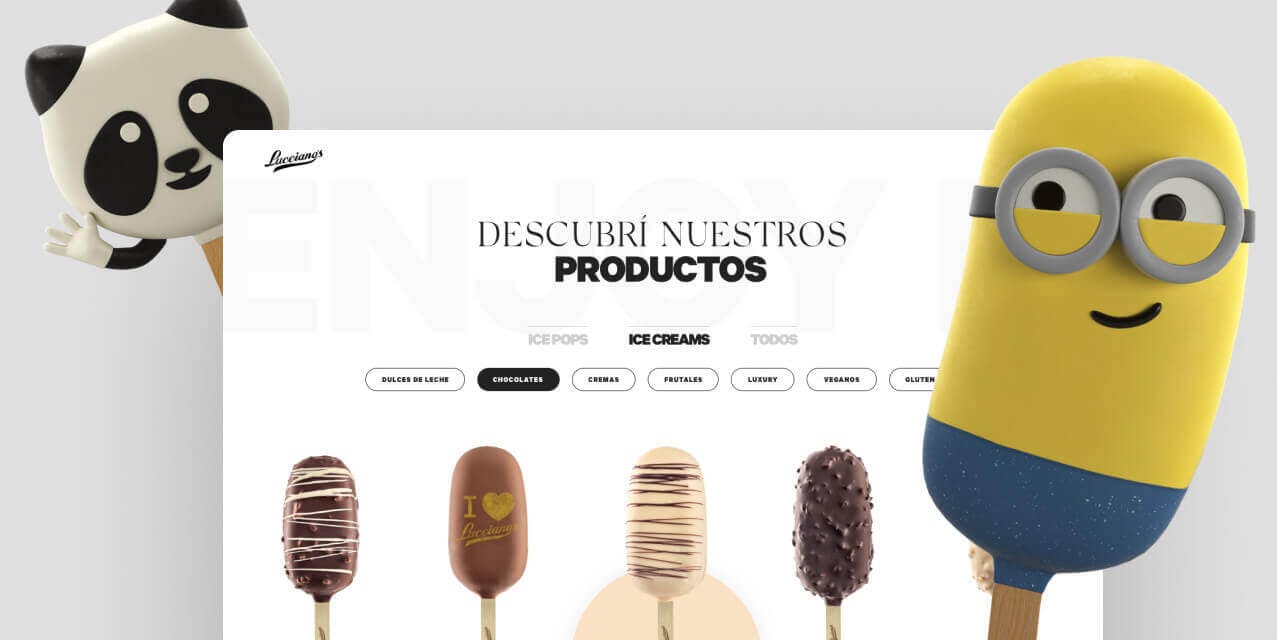 Lucciano's
ENJOY
DESCUBRÍ NUESTROS
PRODUCTOS
ICE POPS ICE CREAMS TODOS
DULCES DE LECHE CHOCOLATES CREMAS FRUTALES LUXURY VEGANOS GLUTEN
I
Lucciano's